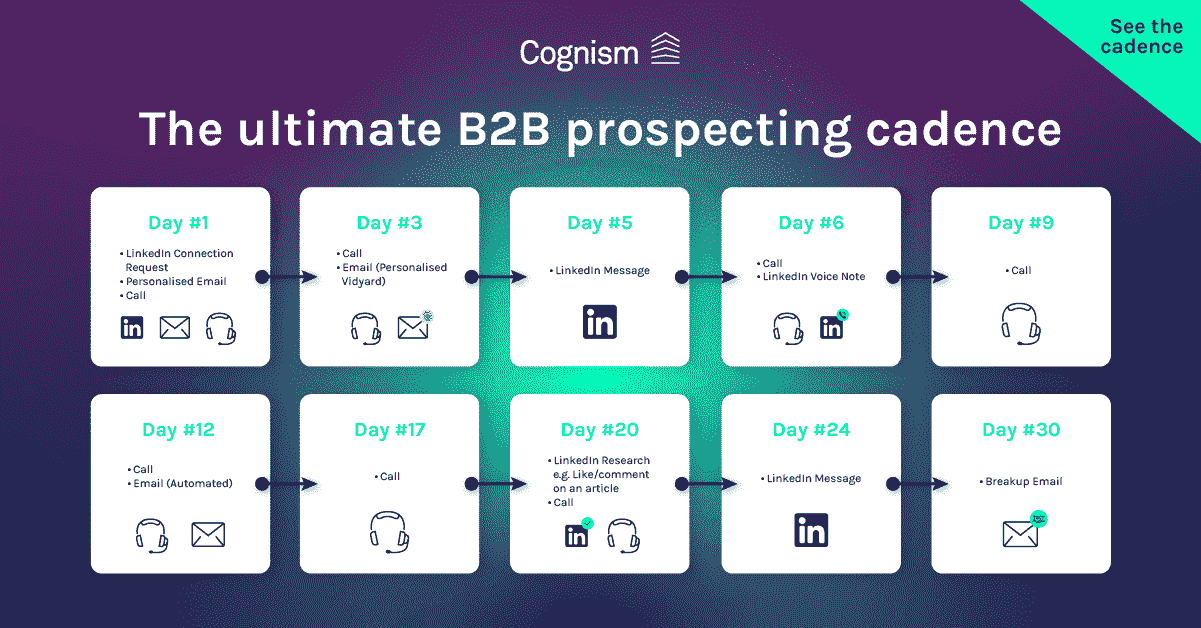 See the
cadence
Cognism
The ultimate B2B prospecting cadence
Day #1
• LinkedIn Connection
Request
• Personalised Email
• Call
in
Day #3
• Call
• Email (Personalised
Vidyard)
Day #5
• LinkedIn Message
in
Day #6
• Call
• LinkedIn Voice Note
in
Day #9
• Call
Day #12
• Call
• Email (Automated)
Day #17
• Call
Day #20
• LinkedIn Research
e.g. Like/comment
on an article
• Call
in
Day #24
• LinkedIn Message
in
Day #30
• Breakup Email